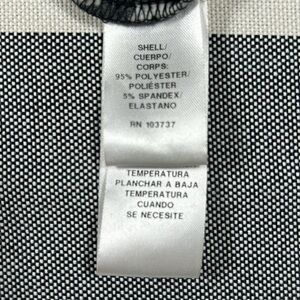 SHELL/
CUERPO/
CORPS:
95% POLYESTER/
POLIÉSTER
5% SPANDEX/
ELASTANO
RN 103737
TEMPERATURA
PLANCHAR A BAJA
TEMPERATURA
CUANDO
SE NECESITE